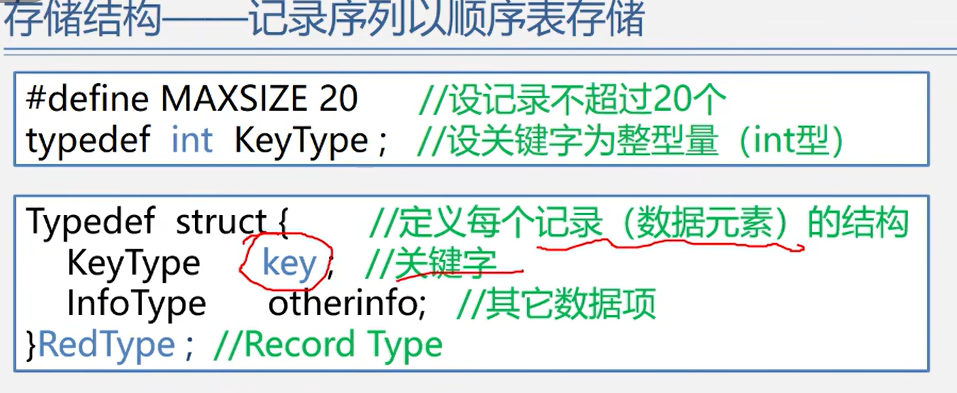 存储结构——记录序列以顺序表存储
#define MAXSIZE 20 //设记录不超过20个
typedef int KeyType ; //设关键字为整型量（int型）
Typedef struct { //定义每个记录（数据元素）的结构
KeyType key ; //关键字
InfoType otherinfo; //其它数据项
}RedType ; //Record Type